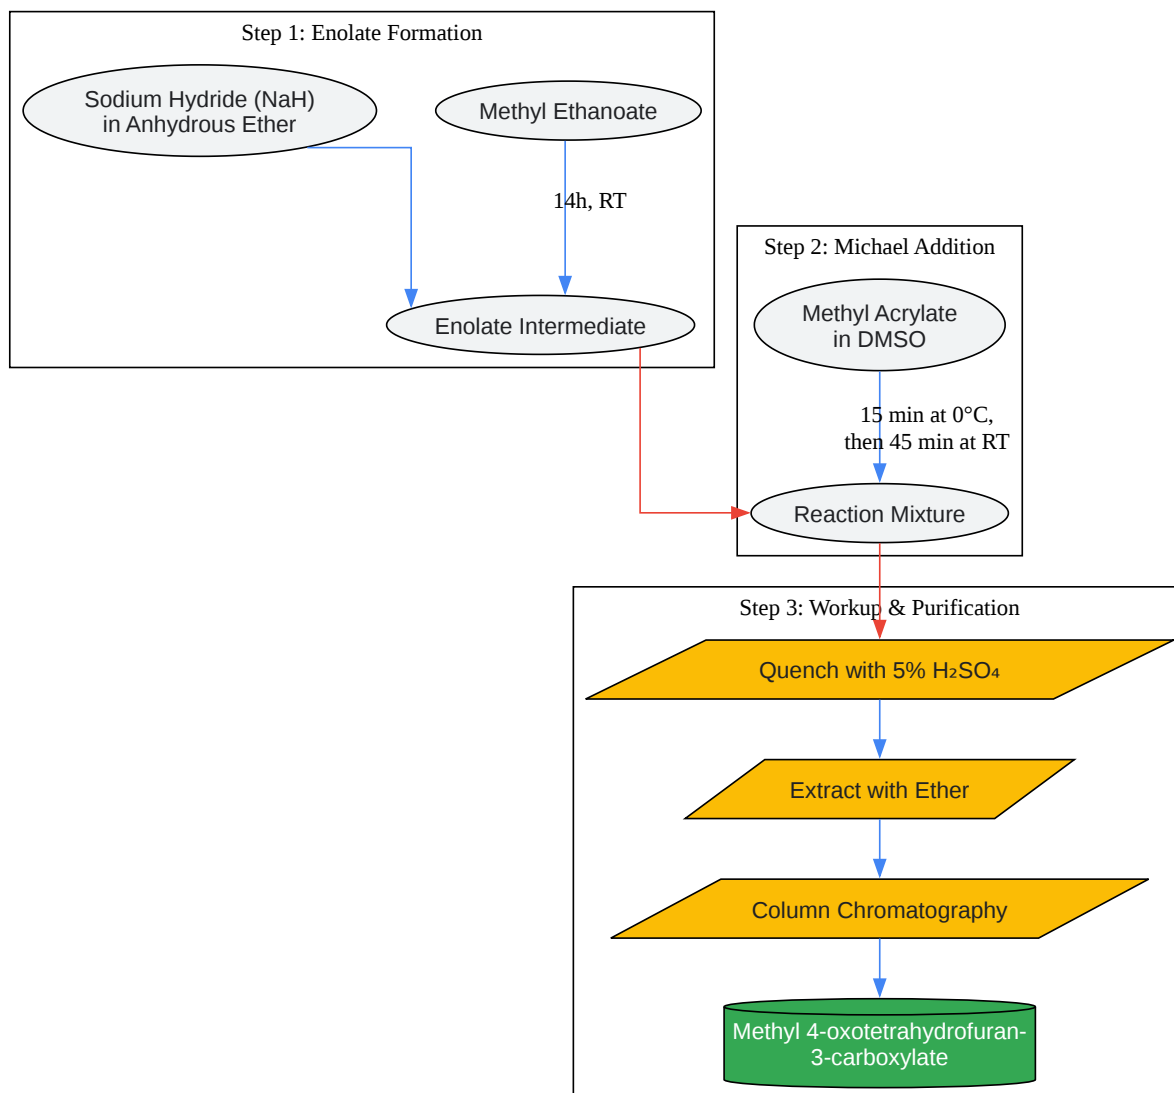 Step 1: Enolate Formation
Sodium Hydride (NaH)
in Anhydrous Ether
Methyl Ethanoate
14h, RT
Enolate Intermediate
Step 2: Michael Addition
Methyl Acrylate
in DMSO
15 min at 0°C,
then 45 min at RT
Reaction Mixture
Step 3: Workup & Purification
Quench with 5% H₂SO₄
Extract with Ether
Column Chromatography
Methyl 4-oxotetrahydrofuran-
3-carboxylate